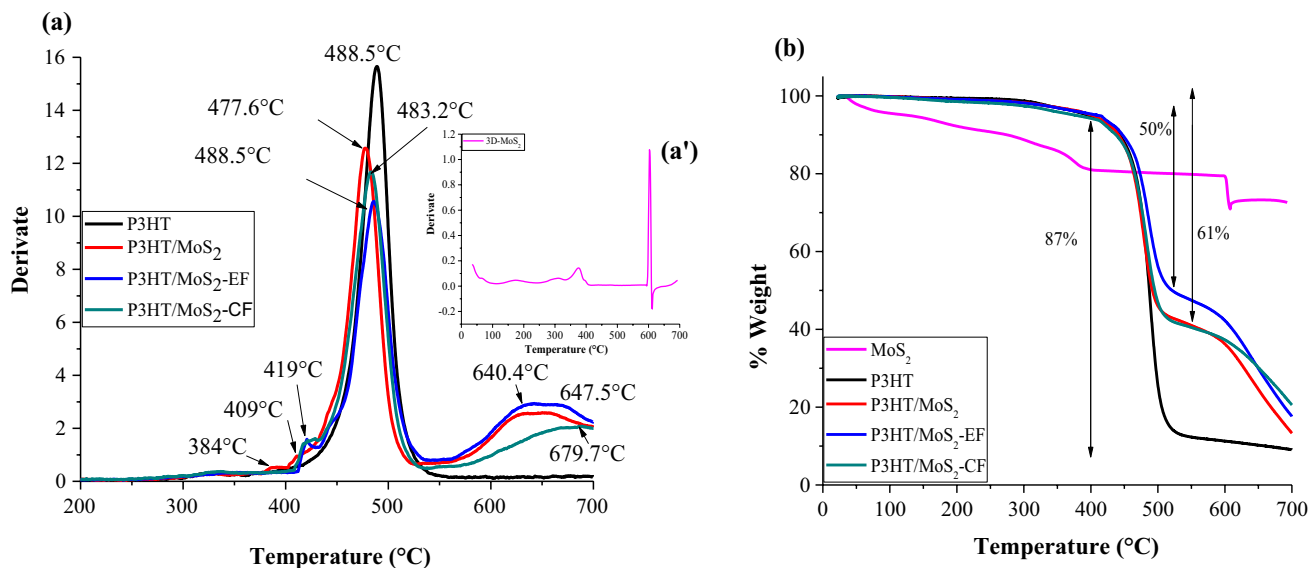 (a)
16
14
12
10
8
6
4
2
0
Derivate
488.5°C
477.6°C
483.2°C
488.5°C
P3HT
P3HT/MoS₂
P3HT/MoS₂-EF
P3HT/MoS₂-CF
419°C
409°C
384°C
640.4°C
647.5°C
679.7°C
200 300 400 500 600 700
Temperature (°C)
(a')
3D-MoS₂
1.2
1.0
0.8
0.6
0.4
0.2
0.0
-0.2
Derivate
0 100 200 300 400 500 600 700
Temperature (°C)
(b)
100
80
60
40
20
0
% Weight
50%
61%
87%
MoS₂
P3HT
P3HT/MoS₂
P3HT/MoS₂-EF
P3HT/MoS₂-CF
0 100 200 300 400 500 600 700
Temperature (°C)